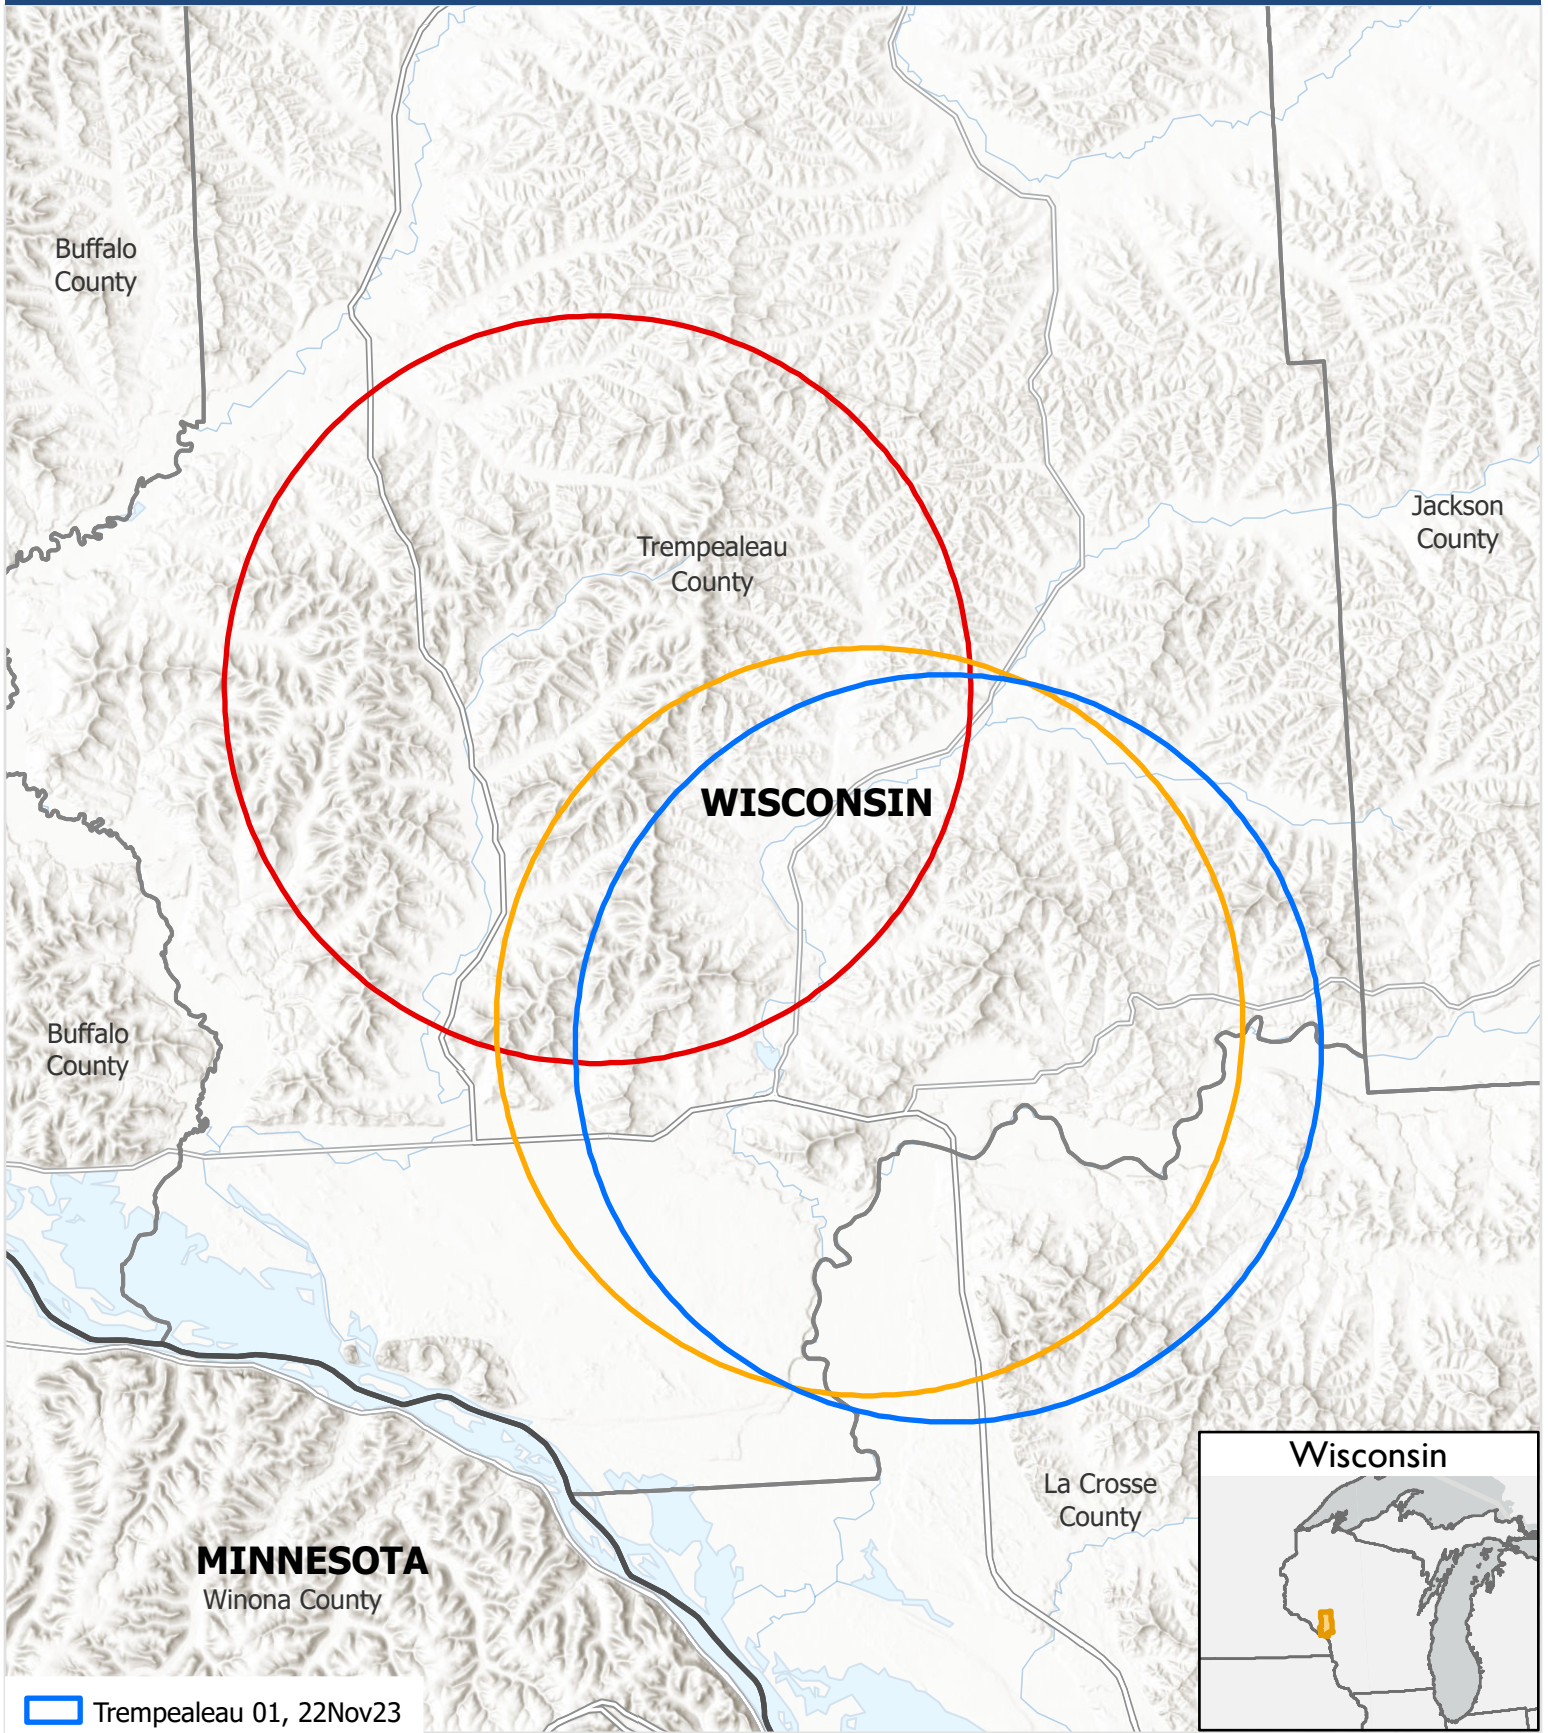 Buffalo
County
Trempealeau
County
Jackson
County
WISCONSIN
Buffalo
County
La Crosse
County
Wisconsin
MINNESOTA
Winona County
Trempealeau 01, 22Nov23